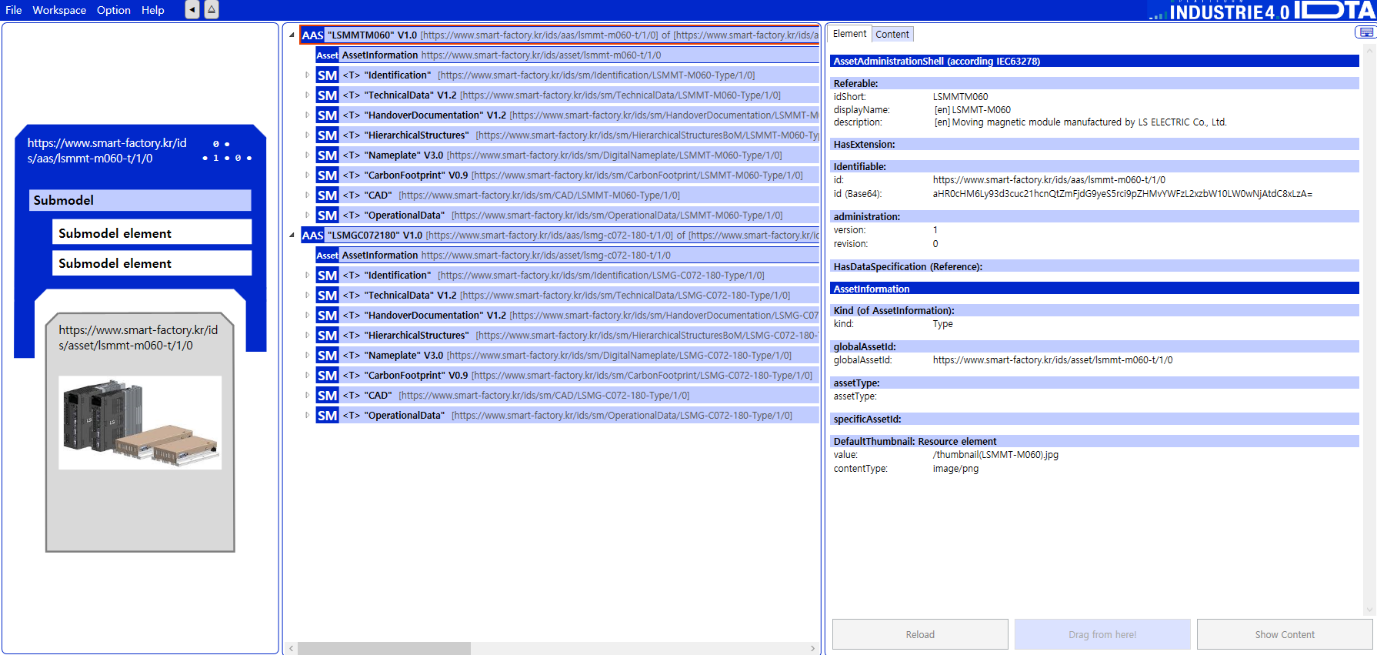 File Workspace Option Help
INDUSTRIE4.0 IDTA
https://www.smart-factory.kr/id
s/aas/lsmmt-m060-t/1/0
Submodel
Submodel element
Submodel element
https://www.smart-factory.kr/id
s/asset/lsmmt-m060-t/1/0
AAS "LSMMTM060" V1.0 [https://www.smart-factory.kr/ids/aas/lsmmt-m060-t/1/0] of [https://www.smart-factory.kr/ids/a
Asset AssetInformation https://www.smart-factory.kr/ids/asset/lsmmt-m060-t/1/0
SM <T> "Identification" [https://www.smart-factory.kr/ids/sm/Identification/LSMMT-M060-Type/1/0]
SM <T> "TechnicalData" V1.2 [https://www.smart-factory.kr/ids/sm/TechnicalData/LSMMT-M060-Type/1/0]
SM <T> "HandoverDocumentation" V1.2 [https://www.smart-factory.kr/ids/sm/HandoverDocumentation/LSMMT-M
SM <T> "HierarchicalStructures" [https://www.smart-factory.kr/ids/sm/HierarchicalStructuresBoM/LSMMT-M060-Ty
SM <T> "Nameplate" V3.0 [https://www.smart-factory.kr/ids/sm/DigitalNameplate/LSMMT-M060-Type/1/0]
SM <T> "CarbonFootprint" V0.9 [https://www.smart-factory.kr/ids/sm/CarbonFootprint/LSMMT-M060-Type/1/0]
SM <T> "CAD" [https://www.smart-factory.kr/ids/sm/CAD/LSMMT-M060-Type/1/0]
SM <T> "OperationalData" [https://www.smart-factory.kr/ids/sm/OperationalData/LSMMT-M060-Type/1/0]
AAS "LSMGC072180" V1.0 [https://www.smart-factory.kr/ids/aas/lsmg-c072-180-t/1/0] of [https://www.smart-factory.kr/ic
Asset AssetInformation https://www.smart-factory.kr/ids/asset/lsmg-c072-180-t/1/0
SM <T> "Identification" [https://www.smart-factory.kr/ids/sm/Identification/LSMG-C072-180-Type/1/0]
SM <T> "TechnicalData" V1.2 [https://www.smart-factory.kr/ids/sm/TechnicalData/LSMG-C072-180-Type/1/0]
SM <T> "HandoverDocumentation" V1.2 [https://www.smart-factory.kr/ids/sm/HandoverDocumentation/LSMG-C07
SM <T> "HierarchicalStructures" [https://www.smart-factory.kr/ids/sm/HierarchicalStructuresBoM/LSMG-C072-180-
SM <T> "Nameplate" V3.0 [https://www.smart-factory.kr/ids/sm/DigitalNameplate/LSMG-C072-180-Type/1/0]
SM <T> "CarbonFootprint" V0.9 [https://www.smart-factory.kr/ids/sm/CarbonFootprint/LSMG-C072-180-Type/1/0]
SM <T> "CAD" [https://www.smart-factory.kr/ids/sm/CAD/LSMG-C072-180-Type/1/0]
SM <T> "OperationalData" [https://www.smart-factory.kr/ids/sm/OperationalData/LSMG-C072-180-Type/1/0]
Element Content
AssetAdministrationShell (according IEC63278)
Referable:
idShort: LSMMTM060
displayName: [en] LSMMT-M060
description: [en] Moving magnetic module manufactured by LS ELECTRIC Co., Ltd.
HasExtension:
Identifiable:
id: https://www.smart-factory.kr/ids/aas/lsmmt-m060-t/1/0
id (Base64):
administration:
version: 1
revision: 0
HasDataSpecification (Reference):
AssetInformation
Kind (of AssetInformation):
kind: Type
globalAssetId:
globalAssetId: https://www.smart-factory.kr/ids/asset/lsmmt-m060-t/1/0
assetType:
assetType:
specificAssetId:
DefaultThumbnail: Resource element
value: /thumbnail(LSMMT-M060).jpg
contentType: image/png
Reload Drag from here! Show Content